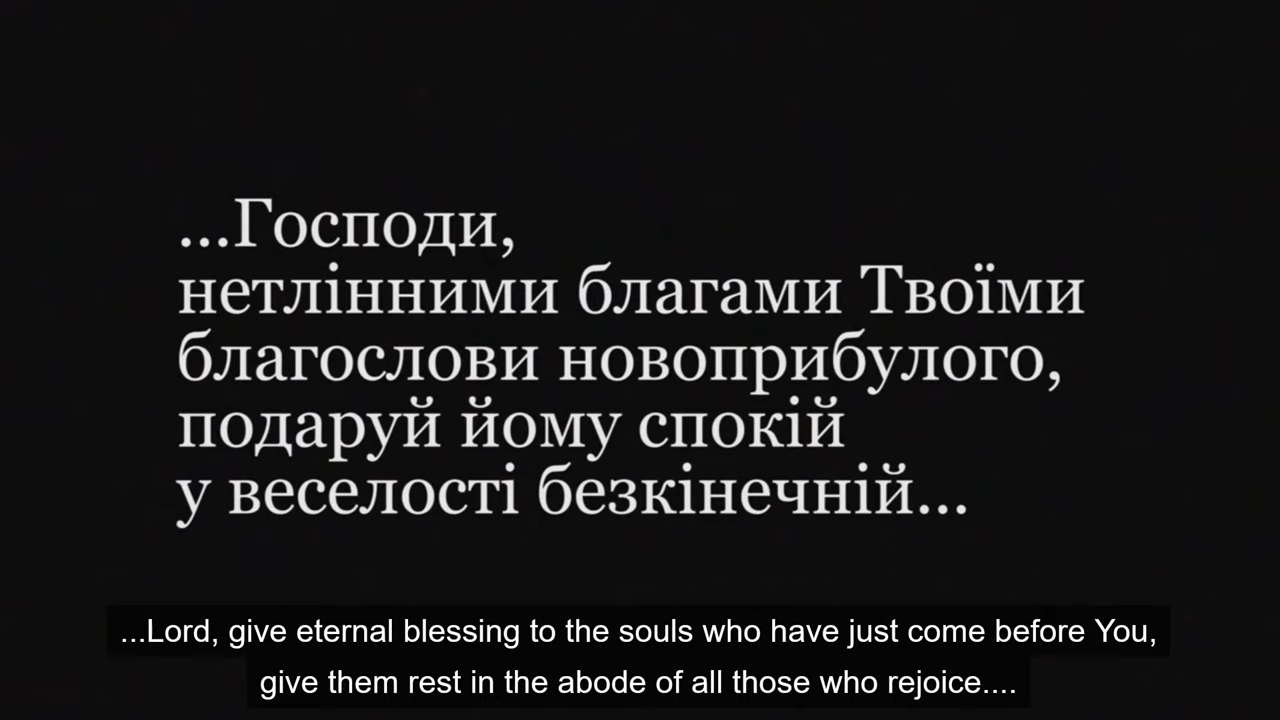 ...Господи,
нетлінними благами Твоїми
благослови новоприбулого,
подаруй йому спокій
у веселості безкінечній...
...Lord, give eternal blessing to the souls who have just come before You,
give them rest in the abode of all those who rejoice....